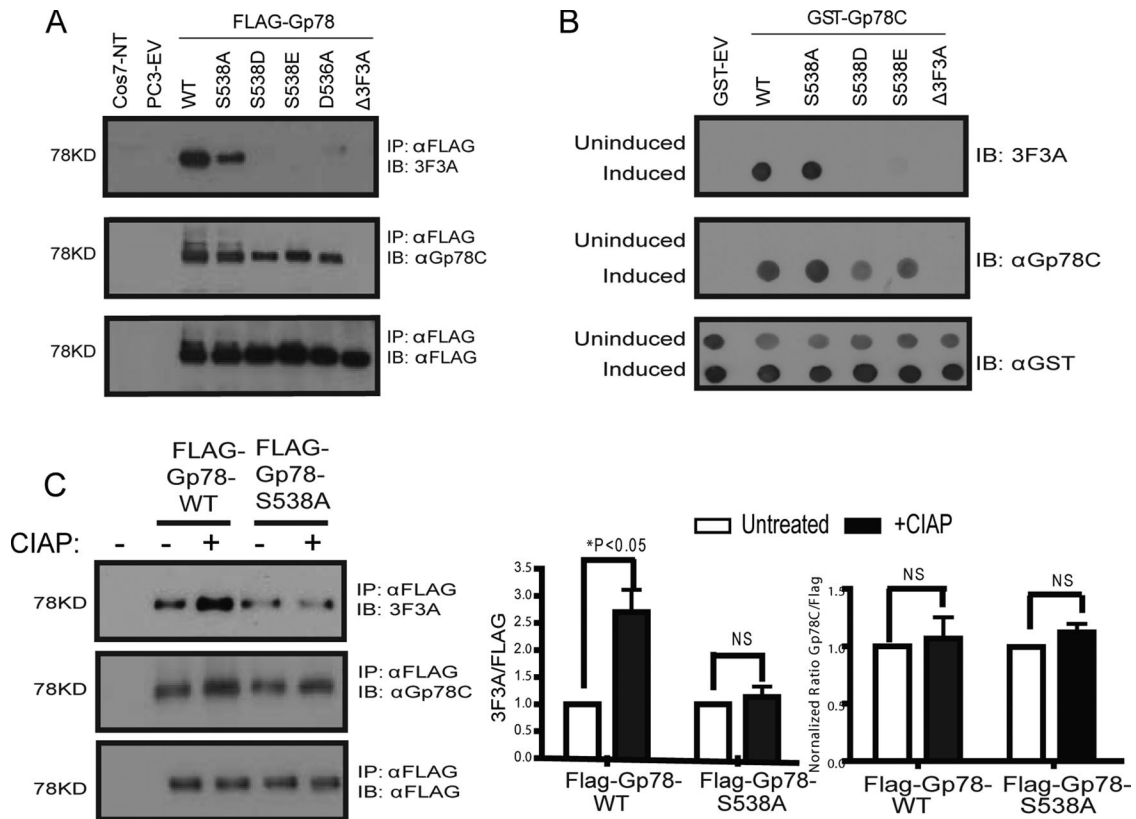 A
FLAG-Gp78
Cos7-NT
PC3-EV
WT
S538A
S538D
S538E
D536A
Δ3F3A
78KD
IP: αFLAG
IB: 3F3A
78KD
IP: αFLAG
IB: αGp78C
78KD
IP: αFLAG
IB: αFLAG
B
GST-Gp78C
GST-EV
WT
S538A
S538D
S538E
Δ3F3A
Uninduced
Induced
IB: 3F3A
Uninduced
Induced
IB: αGp78C
Uninduced
Induced
IB: αGST
C
FLAG-
Gp78-
WT
FLAG-
Gp78-
S538A
CIAP: - - + - +
78KD
IP: αFLAG
IB: 3F3A
78KD
IP: αFLAG
IB: αGp78C
78KD
IP: αFLAG
IB: αFLAG
Untreated
+CIAP
3F3A/FLAG
3.5
3.0
2.5
2.0
1.5
1.0
0.5
0.0
*P<0.05
NS
Flag-Gp78-
WT
Flag-Gp78-
S538A
Nornalized Ratio Gp78C/Flag
1.5
1.0
0.5
0.0
NS
NS
Flag-Gp78-
WT
Flag-Gp78-
S538A